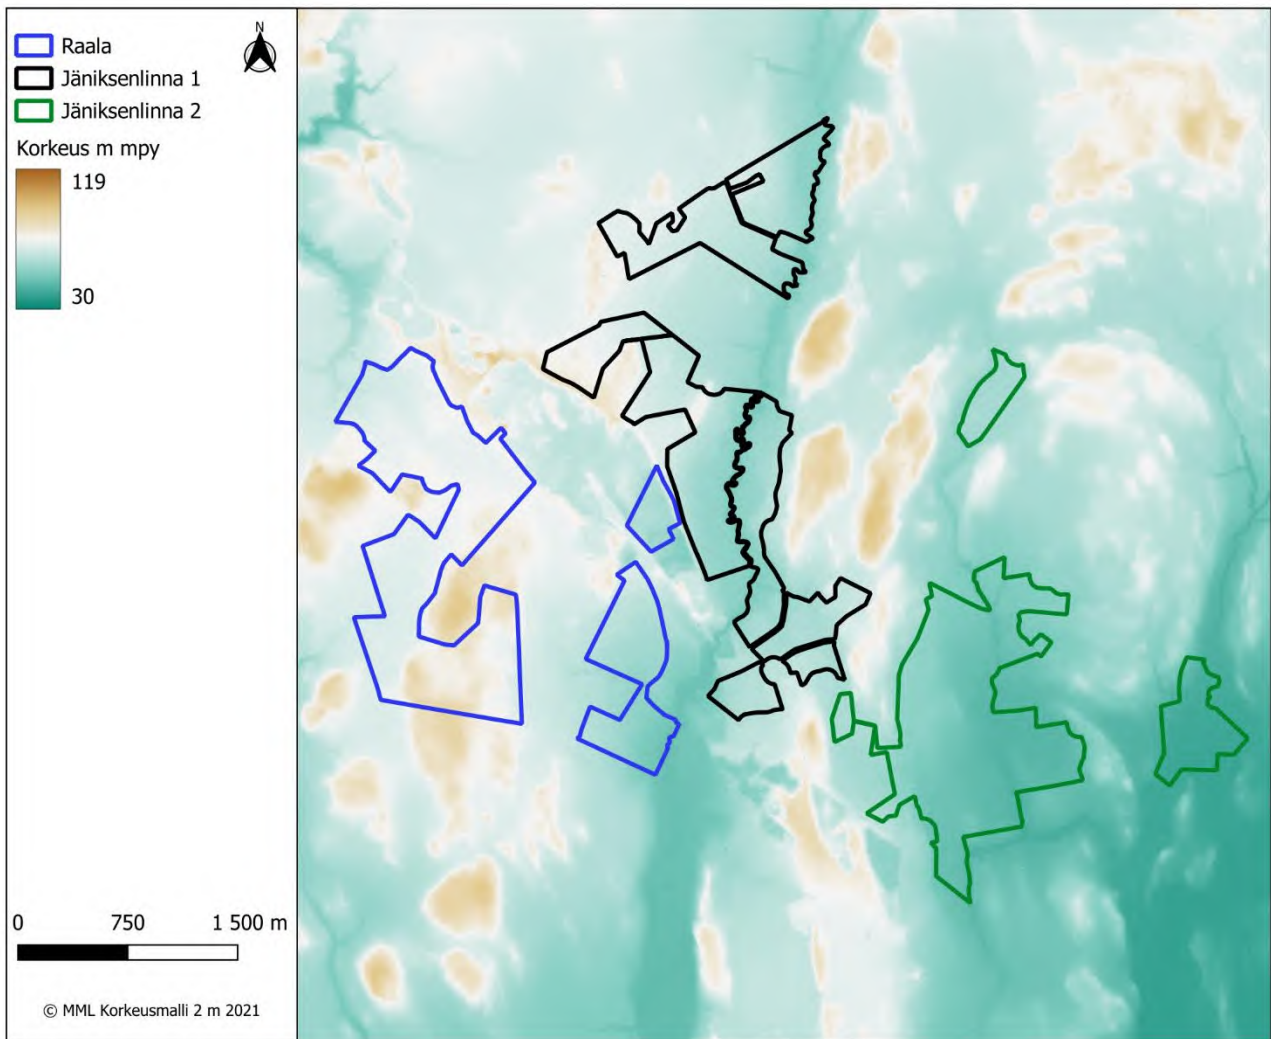 Raala
Jäniksenlinna 1
Jäniksenlinna 2
N
Korkeus m mpy
119
30
0 750 1 500 m
© MML Korkeusmalli 2 m 2021